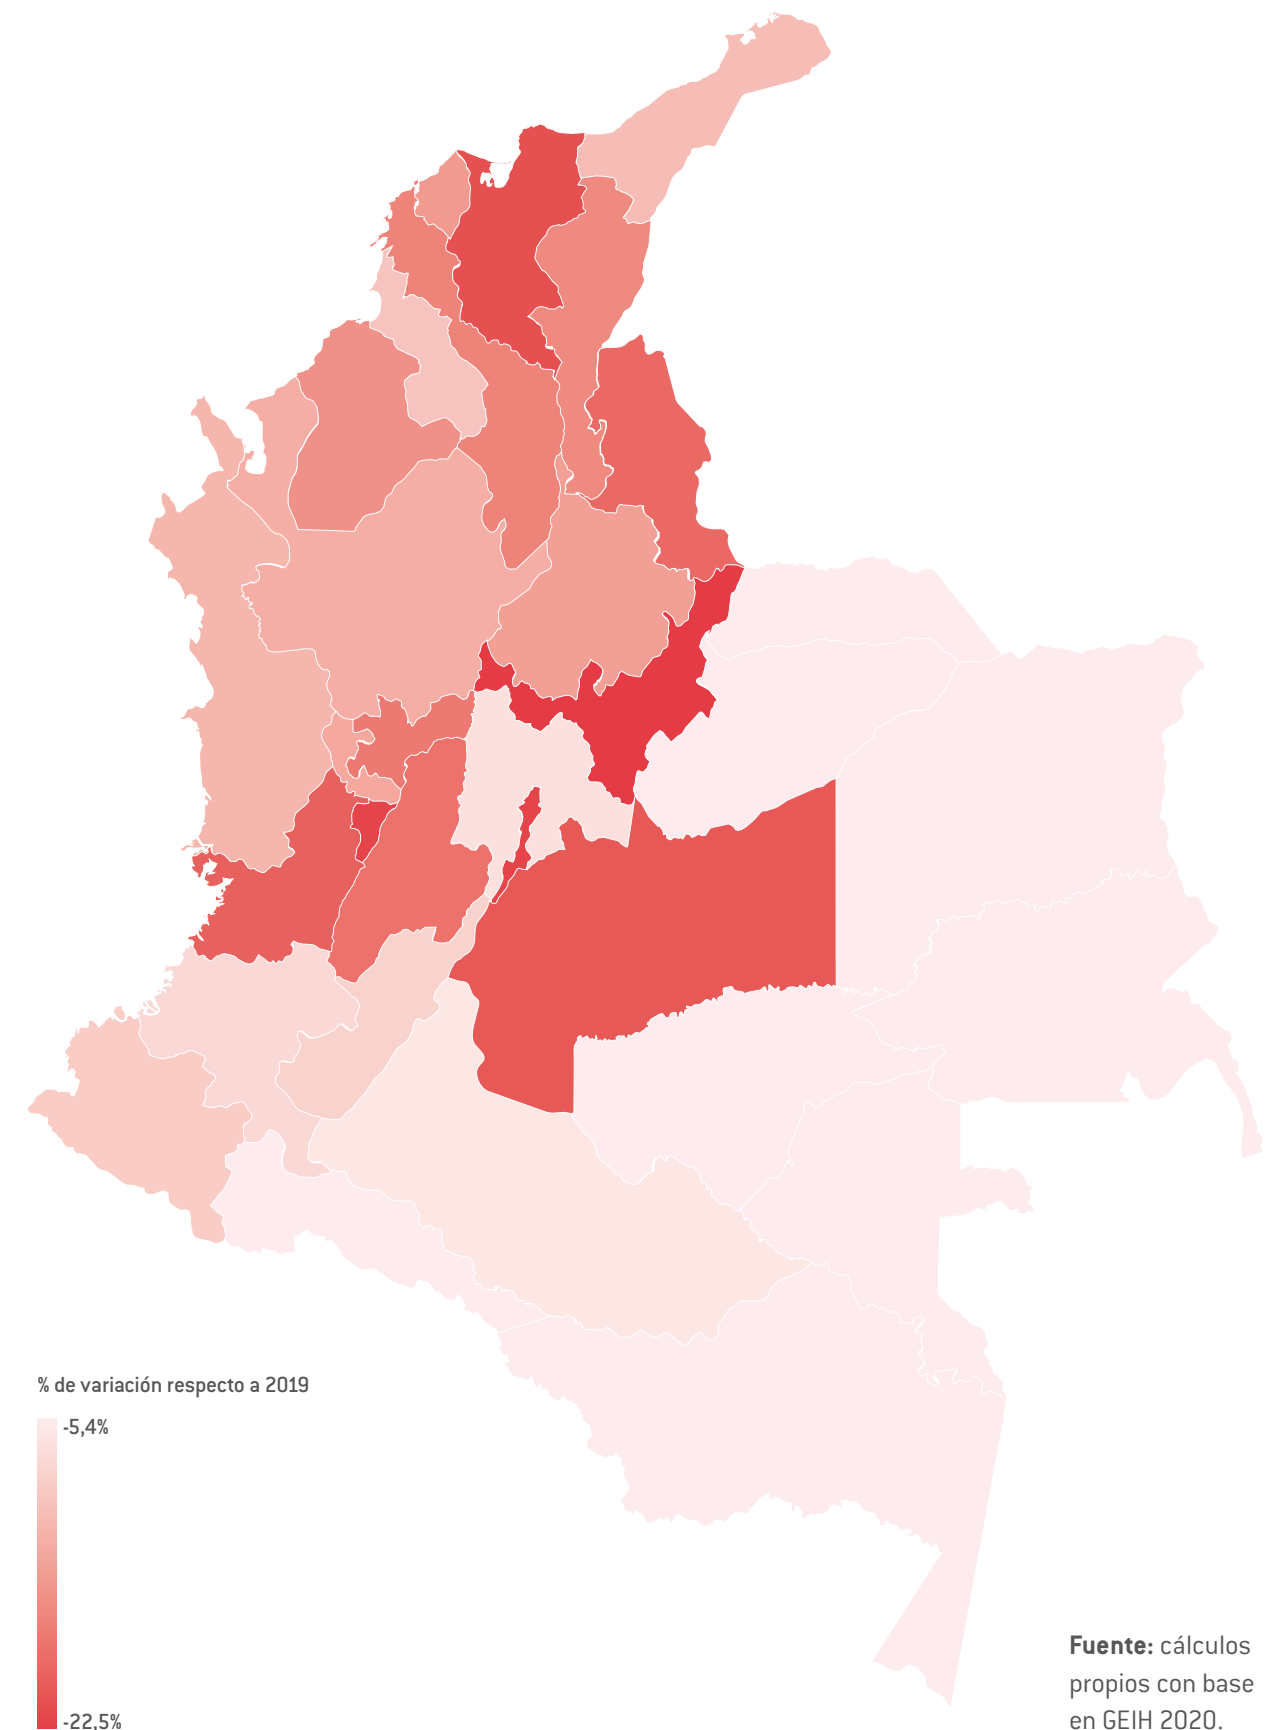 % de variación respecto a 2019
-5,4%
-22,5%
Fuente: cálculos
propios con base
en GEIH 2020.